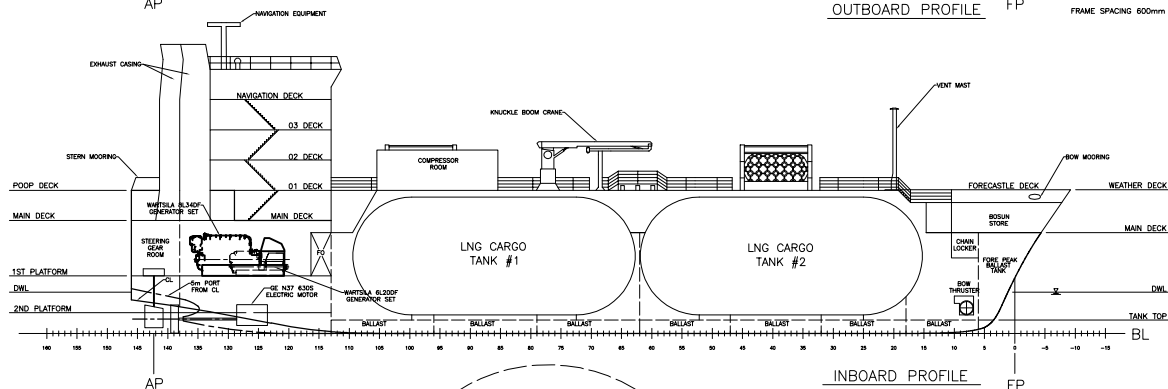 AP
OUTBOARD PROFILE
FP
FRAME SPACING 600mm
NAVIGATION EQUIPMENT
EXHAUST CASING
NAVIGATION DECK
VENT MAST
KNUCKLE BOOM CRANE
03 DECK
STERN MOORING
02 DECK
COMPRESSOR
ROOM
BOW MOORING
POOP DECK
01 DECK
FORECASTLE DECK
WEATHER DECK
WARTSILA 8L34DF
GENERATOR SET
MAIN DECK
MAIN DECK
BOSUN
STORE
MAIN DECK
STEERING
GEAR
ROOM
FO
LNG CARGO
TANK #1
LNG CARGO
TANK #2
CHAIN
LOCKER
FORE PEAK
BALLAST
TANK
1ST PLATFORM
CL
5m PORT
FROM CL
GE N37 630S
ELECTRIC MOTOR
WARTSILA 6L20DF
GENERATOR SET
BOW
THRUSTER
DWL
DWL
2ND PLATFORM
TANK TOP
BALLAST
BALLAST
BALLAST
BALLAST
BALLAST
BALLAST
BALLAST
BL
160 155 150 145 140 135 130 125 120 115 110 105 100 95 90 85 80 75 70 65 60 55 50 45 40 35 30 25 20 15 10 5 0 -5 -10 -15
AP
INBOARD PROFILE
FP